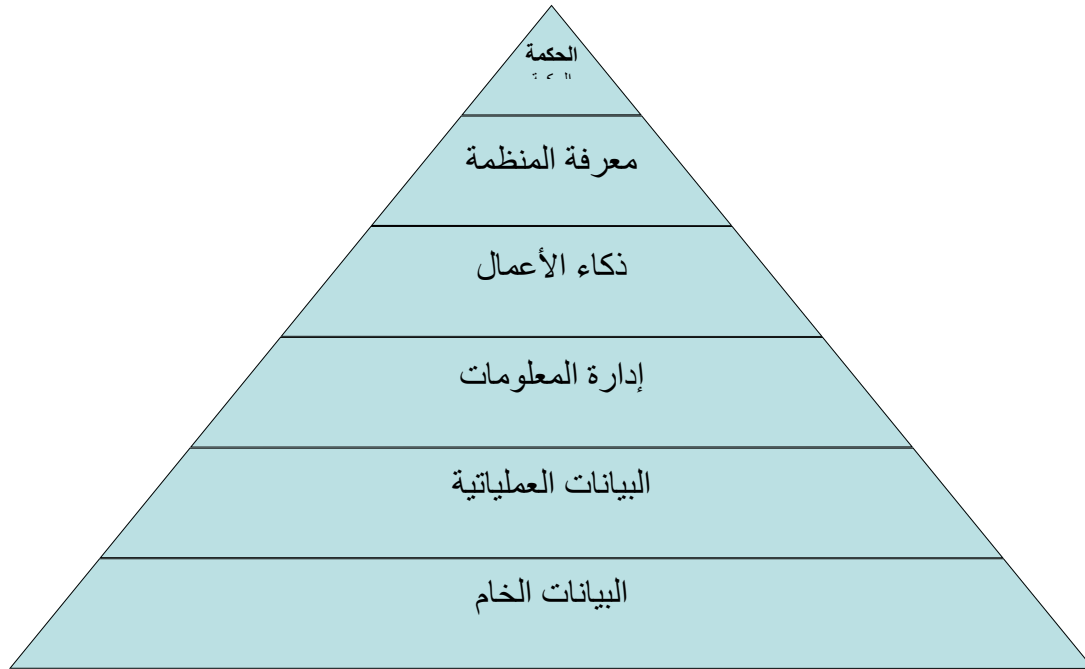 الحكمة
معرفة المنظمة
ذكاء الأعمال
إدارة المعلومات
البيانات العملياتية
البيانات الخام